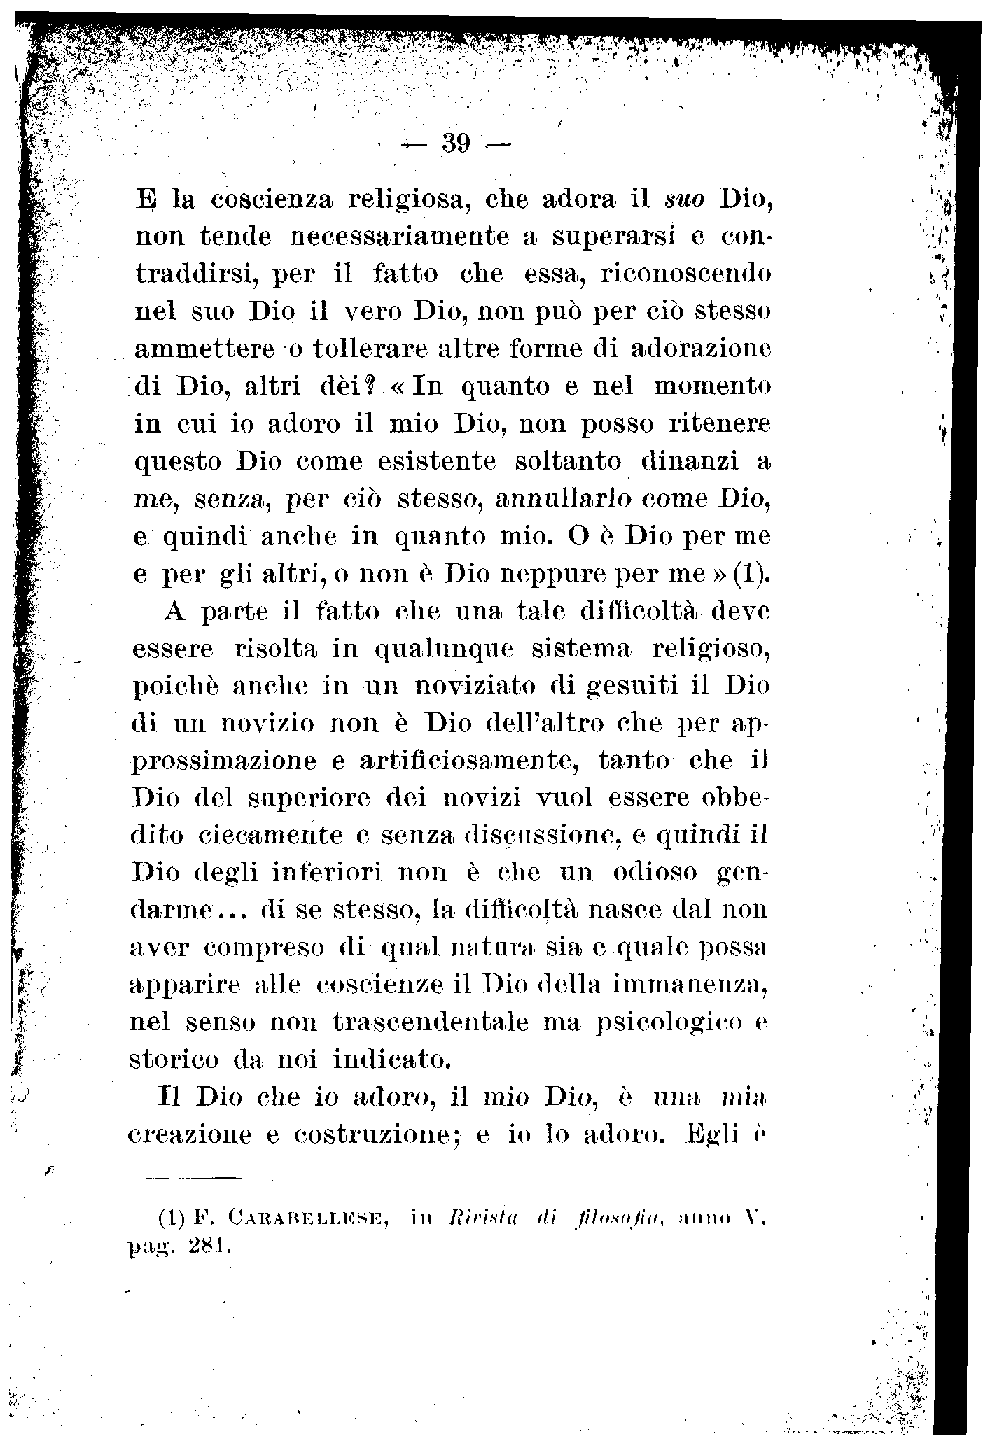 — 39 —
E la coscienza religiosa, che adora il suo Dio,
non tende necessariamente a superarsi e con-
traddirsi, per il fatto che essa, riconoscendo
nel suo Dio il vero Dio, non può per ciò stesso
ammettere o tollerare altre forme di adorazione
di Dio, altri dèi? « In quanto e nel momento
in cui io adoro il mio Dio, non posso ritenere
questo Dio come esistente soltanto dinanzi a
me, senza, per ciò stesso, annullarlo come Dio,
e quindi anche in quanto mio. O è Dio per me
e per gli altri, o non è Dio neppure per me » (1).
A parte il fatto che una tale difficoltà deve
essere risolta in qualunque sistema religioso,
poichè anche in un noviziato di gesuiti il Dio
di un novizio non è Dio dell'altro che per ap-
prossimazione e artificiosamente, tanto che il
Dio del superiore dei novizi vuol essere obbe-
dito ciecamente e senza discussione, e quindi il
Dio degli inferiori non è che un odioso gen-
darme... di se stesso, la difficoltà nasce dal non
aver compreso di qual natura sia e quale possa
apparire alle coscienze il Dio della immanenza,
nel senso non trascendentale ma psicologico e
storico da noi indicato.
Il Dio che io adoro, il mio Dio, è una mia
creazione e costruzione; e io lo adoro. Egli è
(1) F. CARABELLESE, in Rivista di filosofia, anno V,
pag. 281.